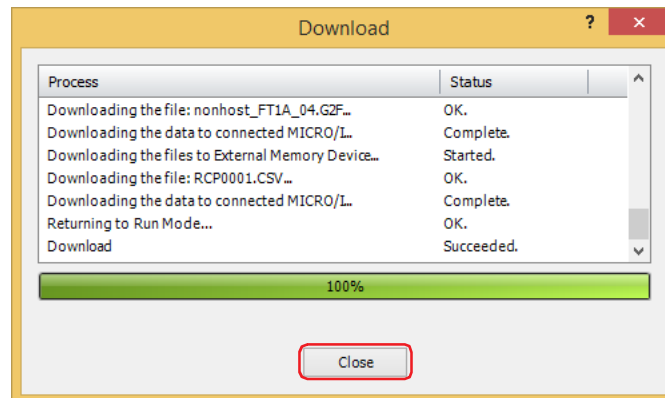 Download ?
Process Status
Downloading the file: nonhost_FT1A_04.G2F... OK.
Downloading the data to connected MICRO/I... Complete.
Downloading the files to External Memory Device... Started.
Downloading the file: RCP0001.CSV... OK.
Downloading the data to connected MICRO/I... Complete.
Returning to Run Mode... OK.
Download Succeeded.
100%
Close